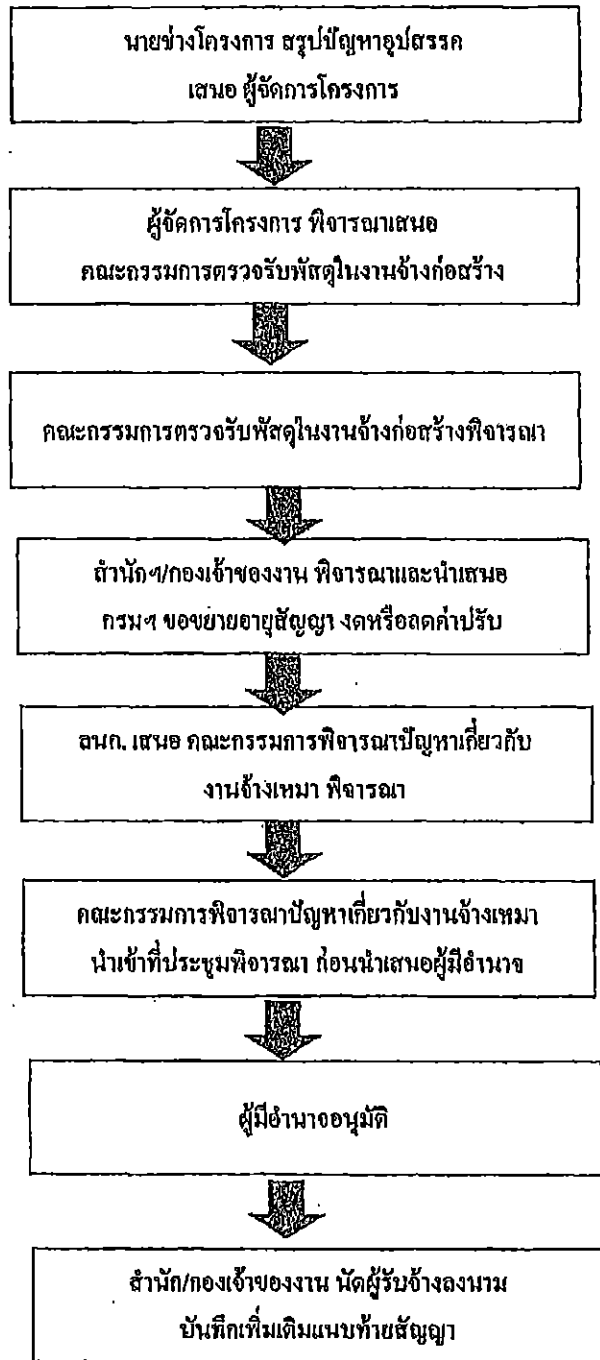 นายช่างโครงการ สรุปปัญหาอุปสรรค
เสนอ ผู้จัดการโครงการ
ผู้จัดการโครงการ พิจารณาเสนอ
คณะกรรมการตรวจรับพัสดุในงานจ้างก่อสร้าง
คณะกรรมการตรวจรับพัสดุในงานจ้างก่อสร้างพิจารณา
สำนักฯ/กองเจ้าของงาน พิจารณาและนำเสนอ
กรมฯ ขอขยายอายุสัญญา งดหรือลดค่าปรับ
ลนก. เสนอ คณะกรรมการพิจารณาปัญหาเกี่ยวกับ
งานจ้างเหมา พิจารณา
คณะกรรมการพิจารณาปัญหาเกี่ยวกับงานจ้างเหมา
นำเข้าที่ประชุมพิจารณา ก่อนนำเสนอผู้มีอำนาจ
ผู้มีอำนาจอนุมัติ
สำนัก/กองเจ้าของงาน นัดผู้รับจ้างลงนาม
บันทึกเพิ่มเติมแนบท้ายสัญญา